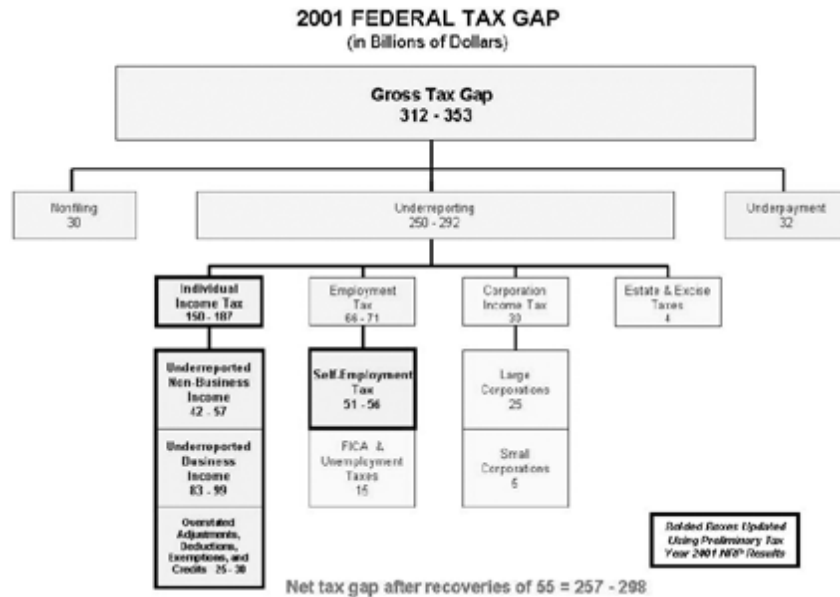 2001 FEDERAL TAX GAP
(in Billions of Dollars)
Gross Tax Gap
312 - 353
Nonfiling
30
Underreporting
250 - 292
Underpayment
32
Individual
Income Tax
150 - 187
Employment
Tax
66 - 71
Corporation
Income Tax
30
Estate & Excise
Taxes
4
Underreported
Non-Business
Income
42 - 57
Self-Employment
Tax
51 - 56
Large
Corporations
25
Underreported
Business
Income
83 - 99
FICA &
Unemployment
Taxes
15
Small
Corporations
5
Overstated
Adjustments,
Deductions,
Exemptions, and
Credits 25 - 30
Bolded Boxes Updated
Using Preliminary Tax
Year 2001 NRP Results
Net tax gap after recoveries of 55 = 257 - 298